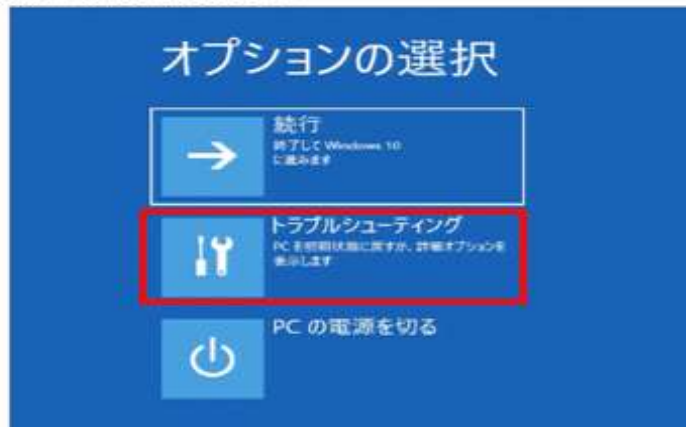 オプションの選択
続行
終了して Windows 10
に進みます
トラブルシューティング
PC を初期状態に戻すか、詳細オプションを
表示します
PC の電源を切る